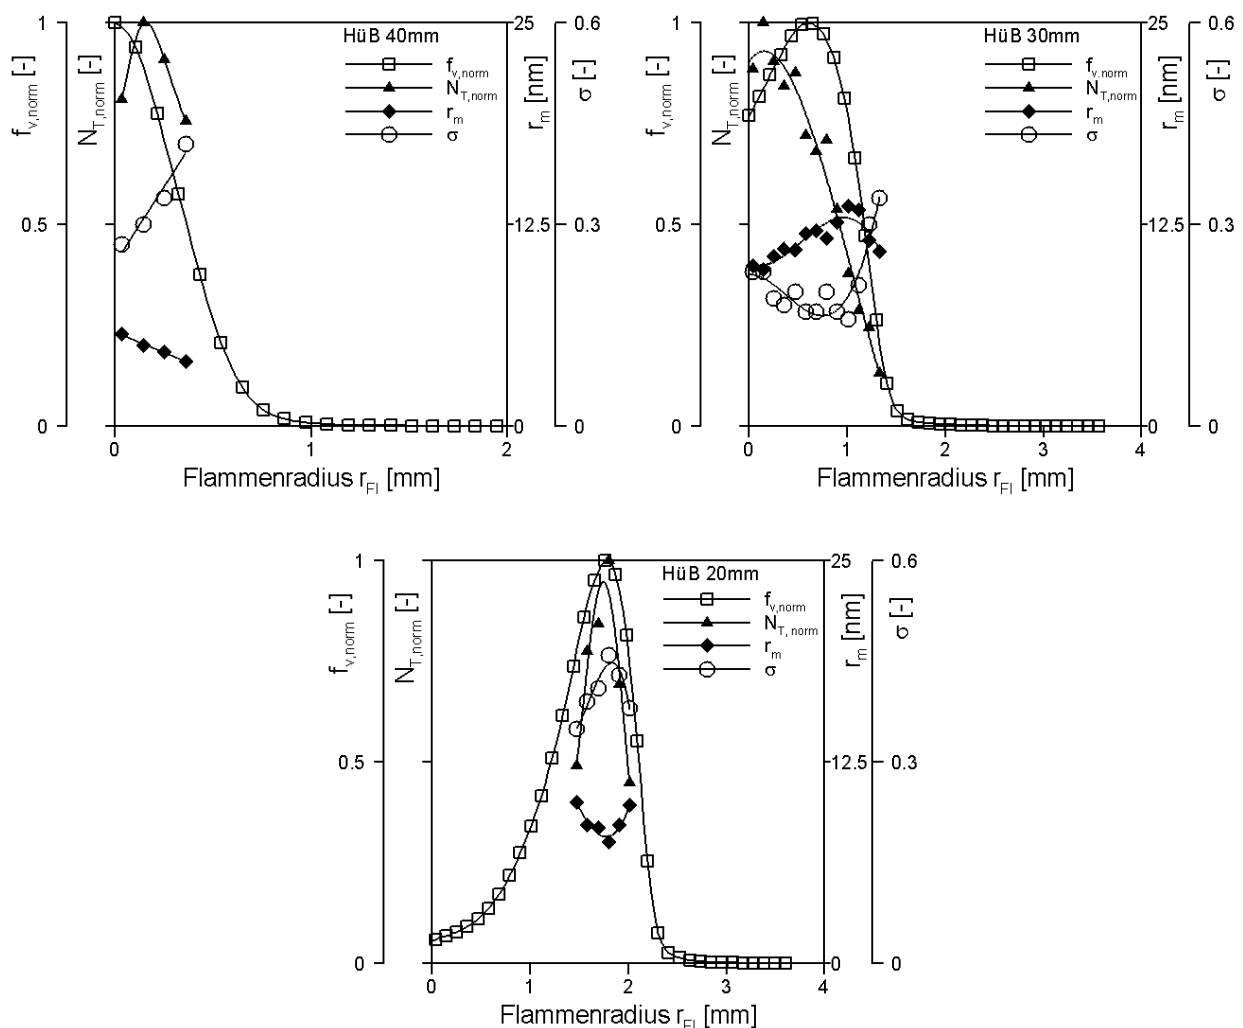 HüB 40mm
f_v,norm
N_T,norm
r_m
σ
f_v,norm [-]
N_T,norm [-]
r_m [nm]
σ [-]
1
0.5
0
25
12.5
0
0.6
0.3
0
0
1
2
Flammenradius r_Fl [mm]
HüB 30mm
f_v,norm
N_T,norm
r_m
σ
f_v,norm [-]
N_T,norm [-]
r_m [nm]
σ [-]
1
0.5
0
25
12.5
0
0.6
0.3
0
0
1
2
3
4
Flammenradius r_Fl [mm]
HüB 20mm
f_v,norm
N_T, norm
r_m
σ
f_v,norm [-]
N_T,norm [-]
r_m [nm]
σ [-]
1
0.5
0
25
12.5
0
0.6
0.3
0
0
1
2
3
4
Flammenradius r_Fl [mm]